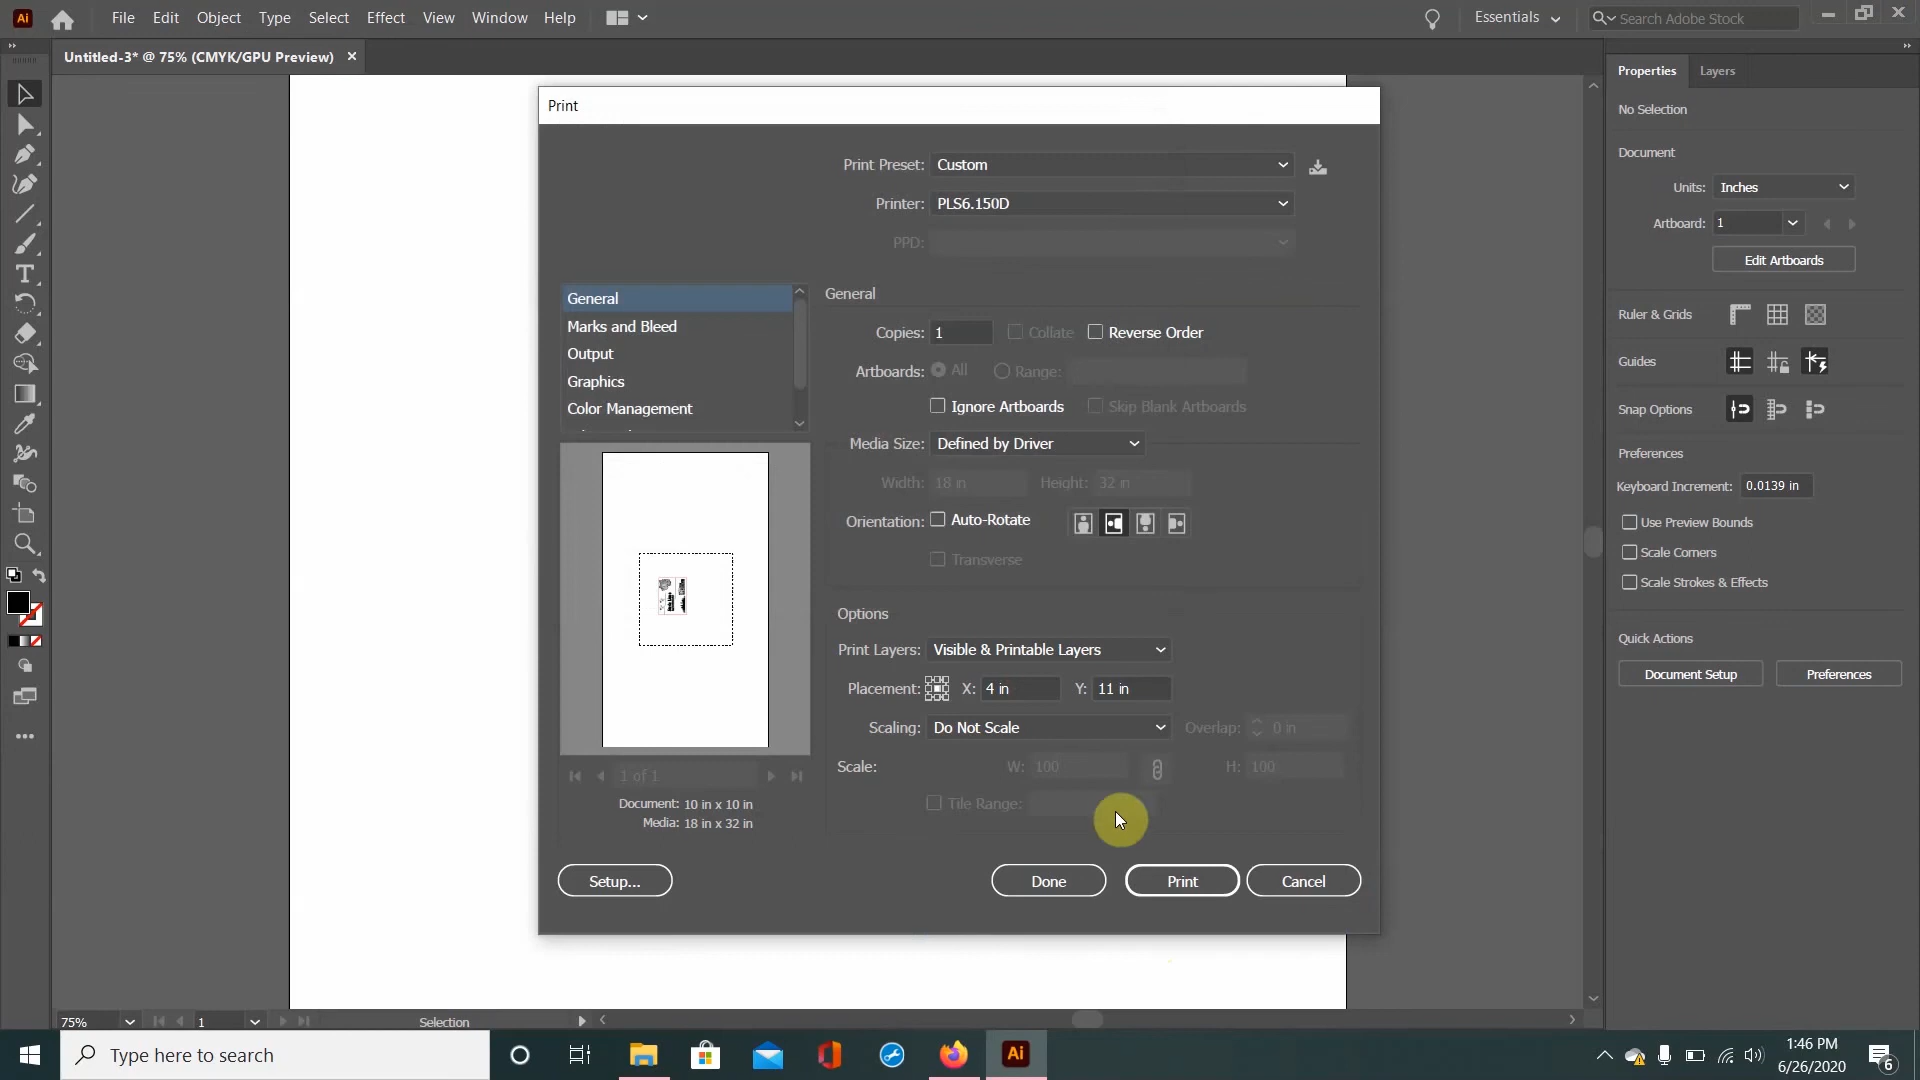 Ai File Edit Object Type Select Effect View Window Help Essentials Search Adobe Stock
Untitled-3* @ 75% (CMYK/GPU Preview)
Properties Layers
No Selection
Document
Units: Inches
Artboard: 1
Edit Artboards
Ruler & Grids
Guides
Snap Options
Preferences
Keyboard Increment: 0.0139 in
Use Preview Bounds
Scale Corners
Scale Strokes & Effects
Quick Actions
Document Setup Preferences
Print
Print Preset: Custom
Printer: PLS6.150D
PPD:
General
Marks and Bleed
Output
Graphics
Color Management
General
Copies: 1 Collate Reverse Order
Artboards: All Range:
Ignore Artboards Skip Blank Artboards
Media Size: Defined by Driver
Width: 18 in Height: 32 in
Orientation: Auto-Rotate
Transverse
Options
Print Layers: Visible & Printable Layers
Placement: X: 4 in Y: 11 in
Scaling: Do Not Scale Overlap: 0 in
Scale: W: 100 H: 100
Tile Range:
1 of 1
Document: 10 in x 10 in
Media: 18 in x 32 in
Setup... Done Print Cancel
75% 1 Selection
Type here to search
Ai
1:46 PM
6/26/2020
6